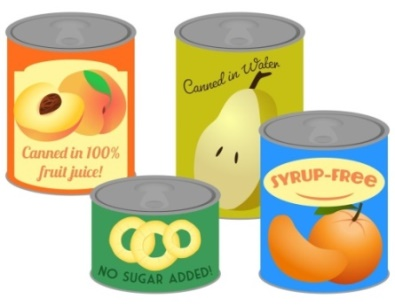 Canned in 100%
fruit juice!
Canned in Water
NO SUGAR ADDED!
SYRUP-FREE